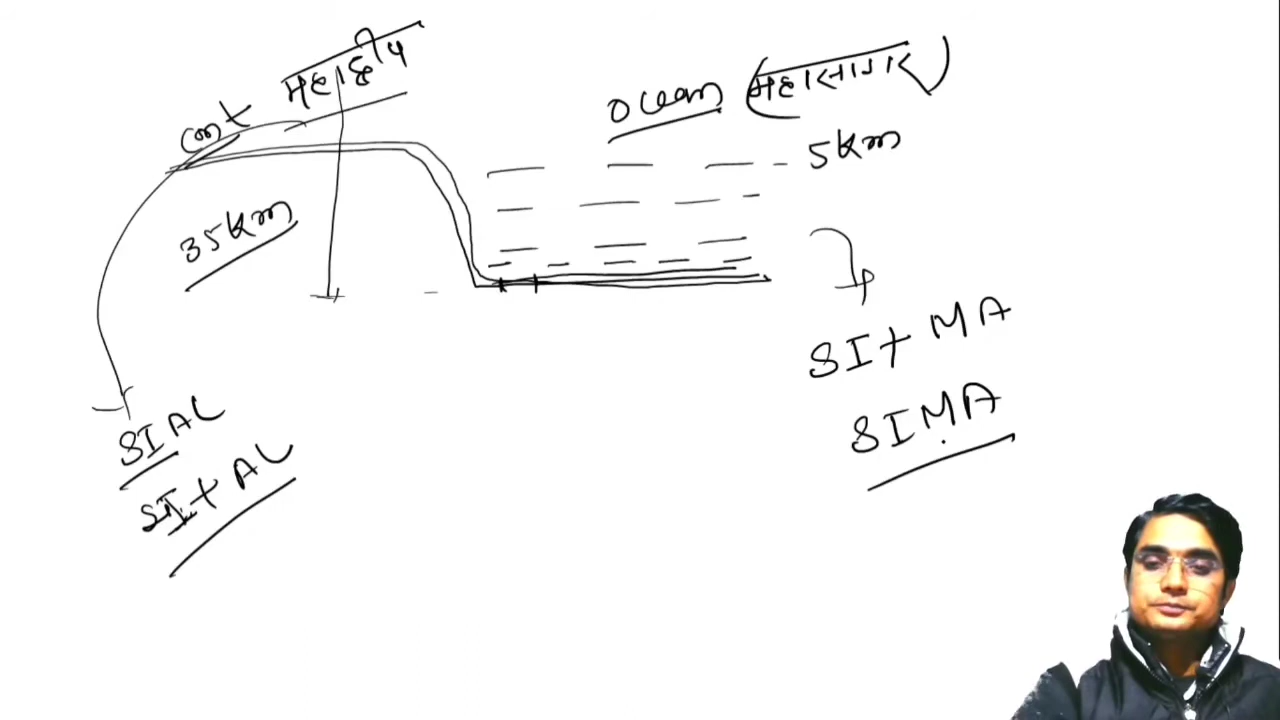 महाद्वीप
cont
Ocean (महासागर)
5km
35km
SI + MA
SIMA
SIAL
SI + AL